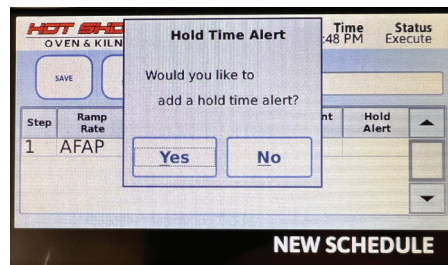 HOT SHO
OVEN & KILN
Time
:48 PM
Status
Execute
SAVE
Hold Time Alert
Would you like to
add a hold time alert?
Yes
No
Step
Ramp
Rate
nt
Hold
Alert
1 AFAP
NEW SCHEDULE